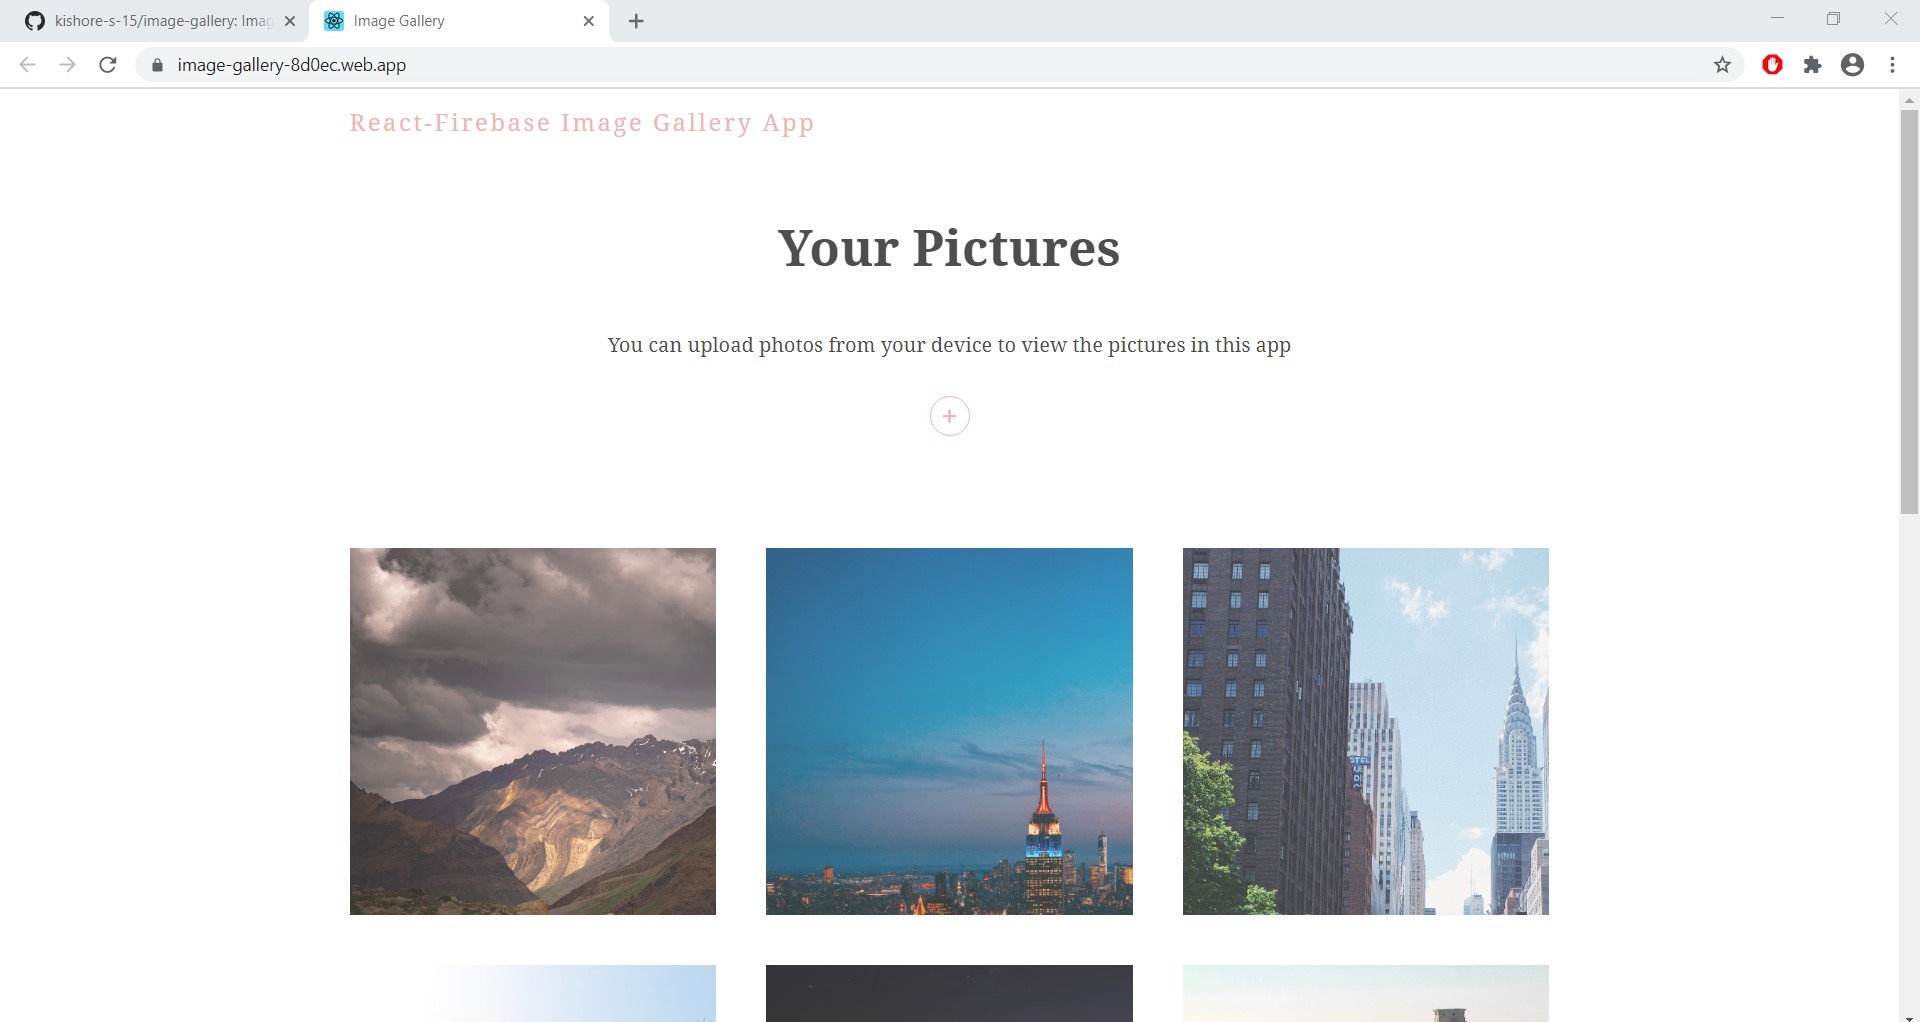 kishore-s-15/image-gallery: Imag
Image Gallery
image-gallery-8d0ec.web.app
React-Firebase Image Gallery App
Your Pictures
You can upload photos from your device to view the pictures in this app
+